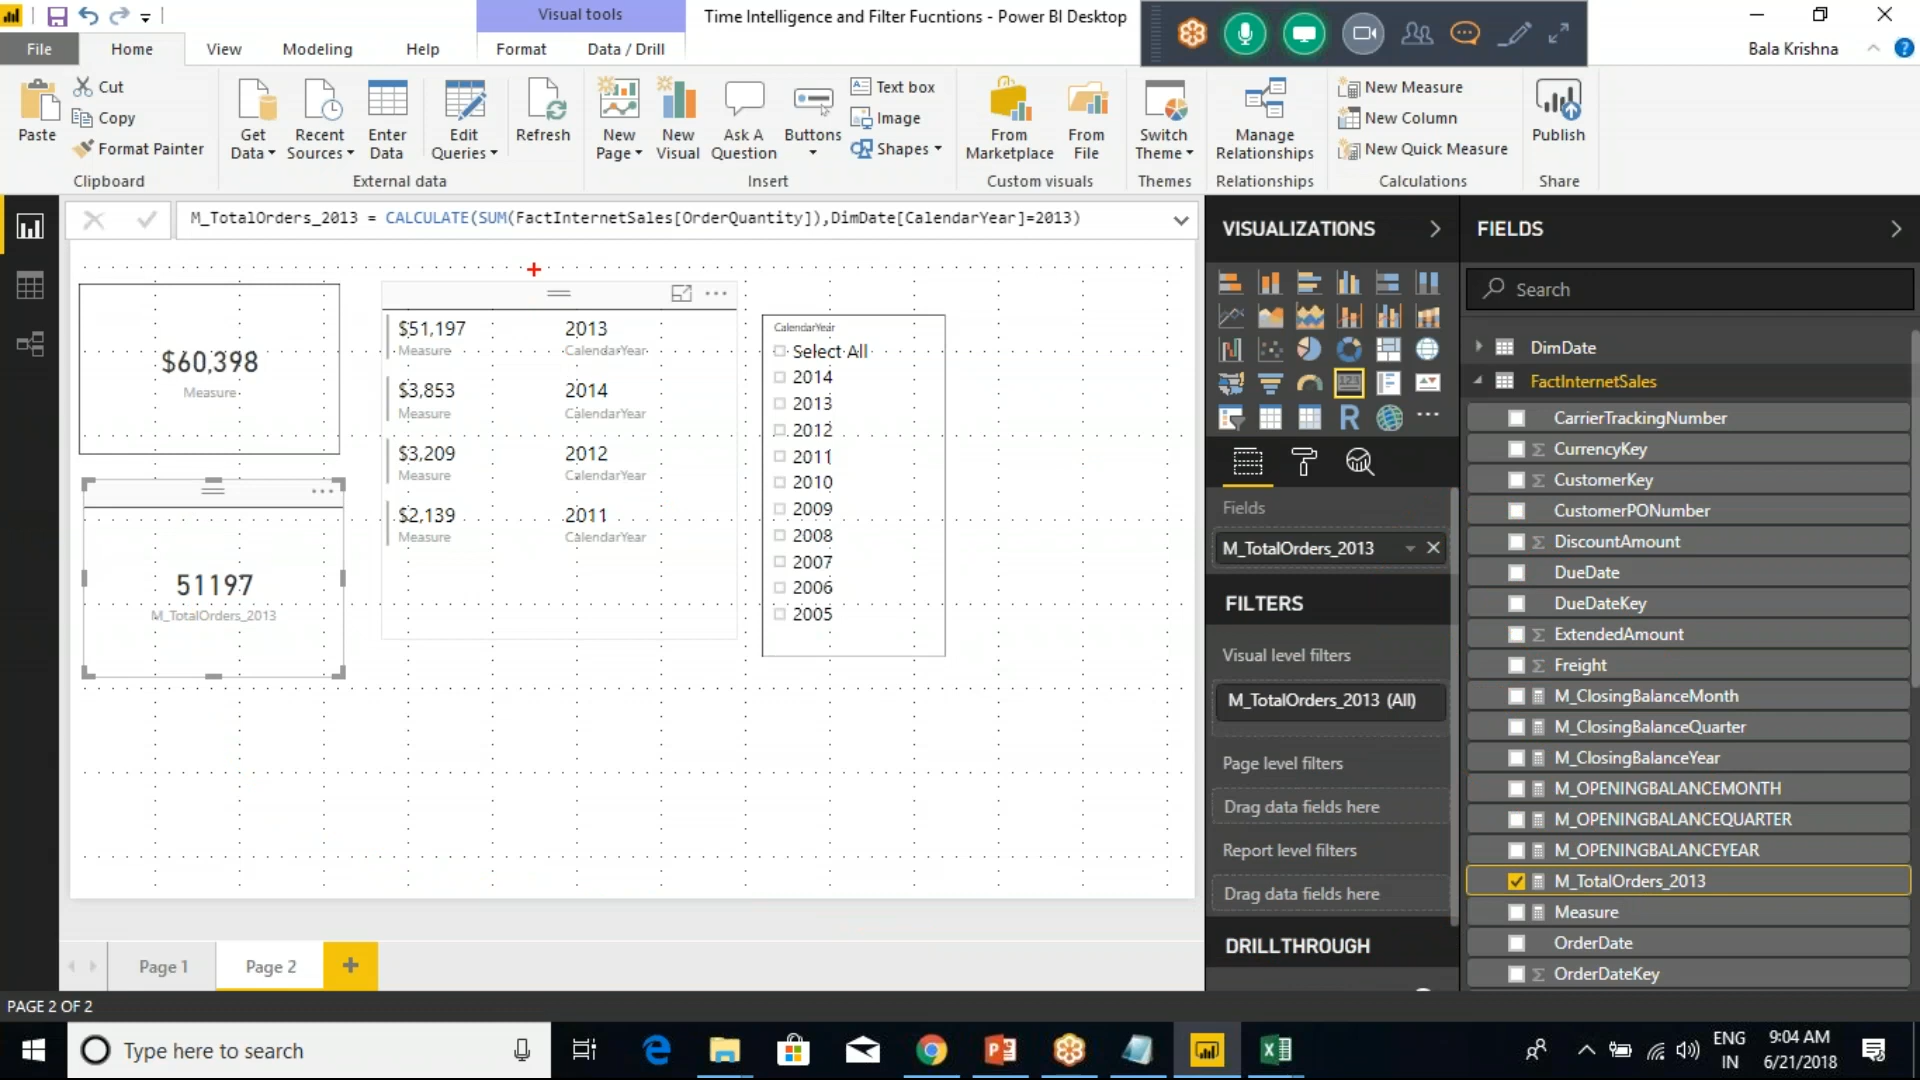 Visual tools
Time Intelligence and Filter Fucntions - Power BI Desktop
File
Home
View
Modeling
Help
Format
Data / Drill
Bala Krishna
Paste
Cut
Copy
Format Painter
Clipboard
Get Data
Recent Sources
Enter Data
Edit Queries
Refresh
External data
New Page
New Visual
Ask A Question
Buttons
Text box
Image
Shapes
Insert
From Marketplace
From File
Custom visuals
Switch Theme
Themes
Manage Relationships
Relationships
New Measure
New Column
New Quick Measure
Calculations
Publish
Share
M_TotalOrders_2013 = CALCULATE(SUM(FactInternetSales[OrderQuantity]),DimDate[CalendarYear]=2013)
$60,398
Measure
51197
M_TotalOrders_2013
$51,197 2013
Measure CalendarYear
$3,853 2014
Measure CalendarYear
$3,209 2012
Measure CalendarYear
$2,139 2011
Measure CalendarYear
CalendarYear
Select All
2014
2013
2012
2011
2010
2009
2008
2007
2006
2005
VISUALIZATIONS
R
Fields
M_TotalOrders_2013
FILTERS
Visual level filters
M_TotalOrders_2013 (All)
Page level filters
Drag data fields here
Report level filters
Drag data fields here
DRILLTHROUGH
FIELDS
Search
DimDate
FactInternetSales
CarrierTrackingNumber
CurrencyKey
CustomerKey
CustomerPONumber
DiscountAmount
DueDate
DueDateKey
ExtendedAmount
Freight
M_ClosingBalanceMonth
M_ClosingBalanceQuarter
M_ClosingBalanceYear
M_OPENINGBALANCEMONTH
M_OPENINGBALANCEQUARTER
M_OPENINGBALANCEYEAR
M_TotalOrders_2013
Measure
OrderDate
OrderDateKey
Page 1
Page 2
PAGE 2 OF 2
Type here to search
ENG
IN
9:04 AM
6/21/2018